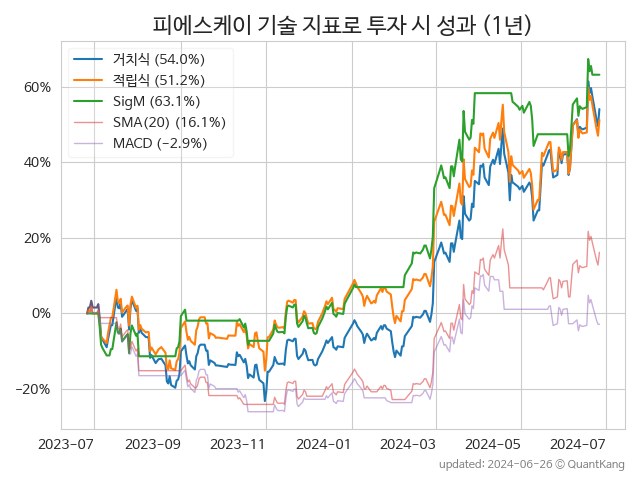 피에스케이 기술 지표로 투자 시 성과 (1년)
거치식 (54.0%)
적립식 (51.2%)
SigM (63.1%)
SMA(20) (16.1%)
MACD (−2.9%)
60%
40%
20%
0%
−20%
2023-07 2023-09 2023-11 2024-01 2024-03 2024-05 2024-07
updated: 2024-06-26 ⓒ QuantKang